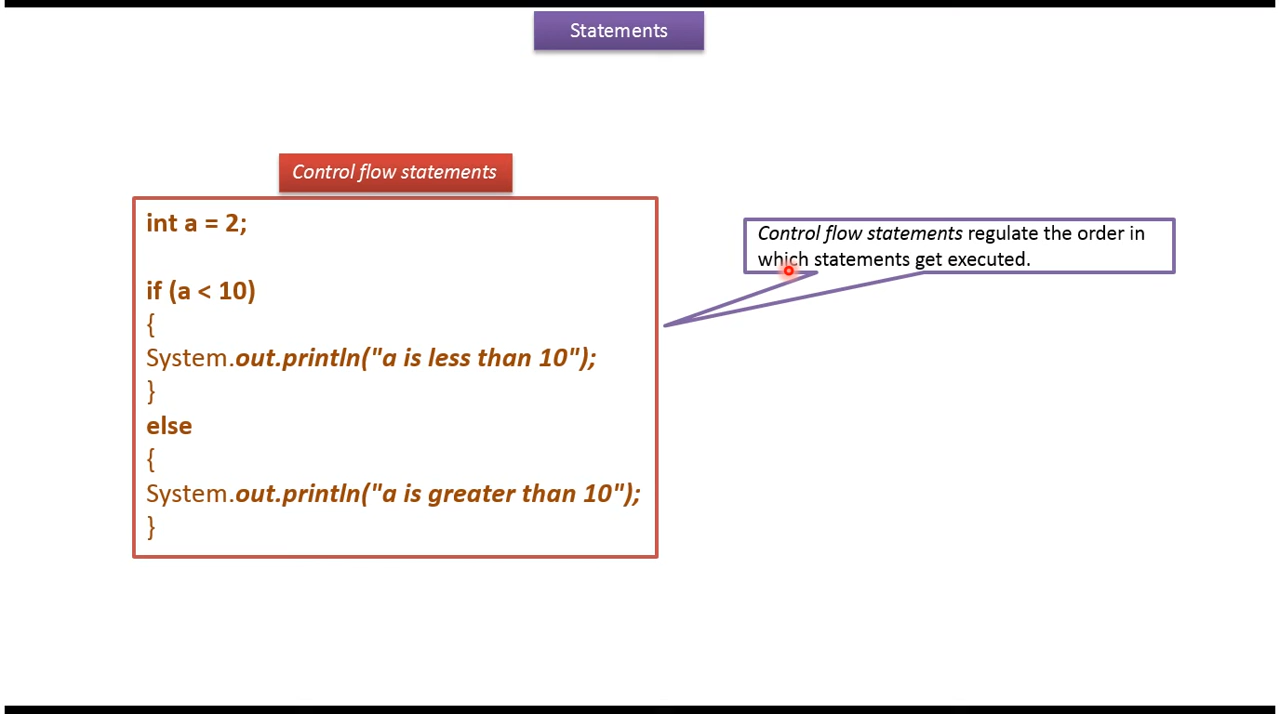 Statements
Control flow statements
int a = 2;
if (a < 10)
{
System.out.println("a is less than 10");
}
else
{
System.out.println("a is greater than 10");
}
Control flow statements regulate the order in
which statements get executed.